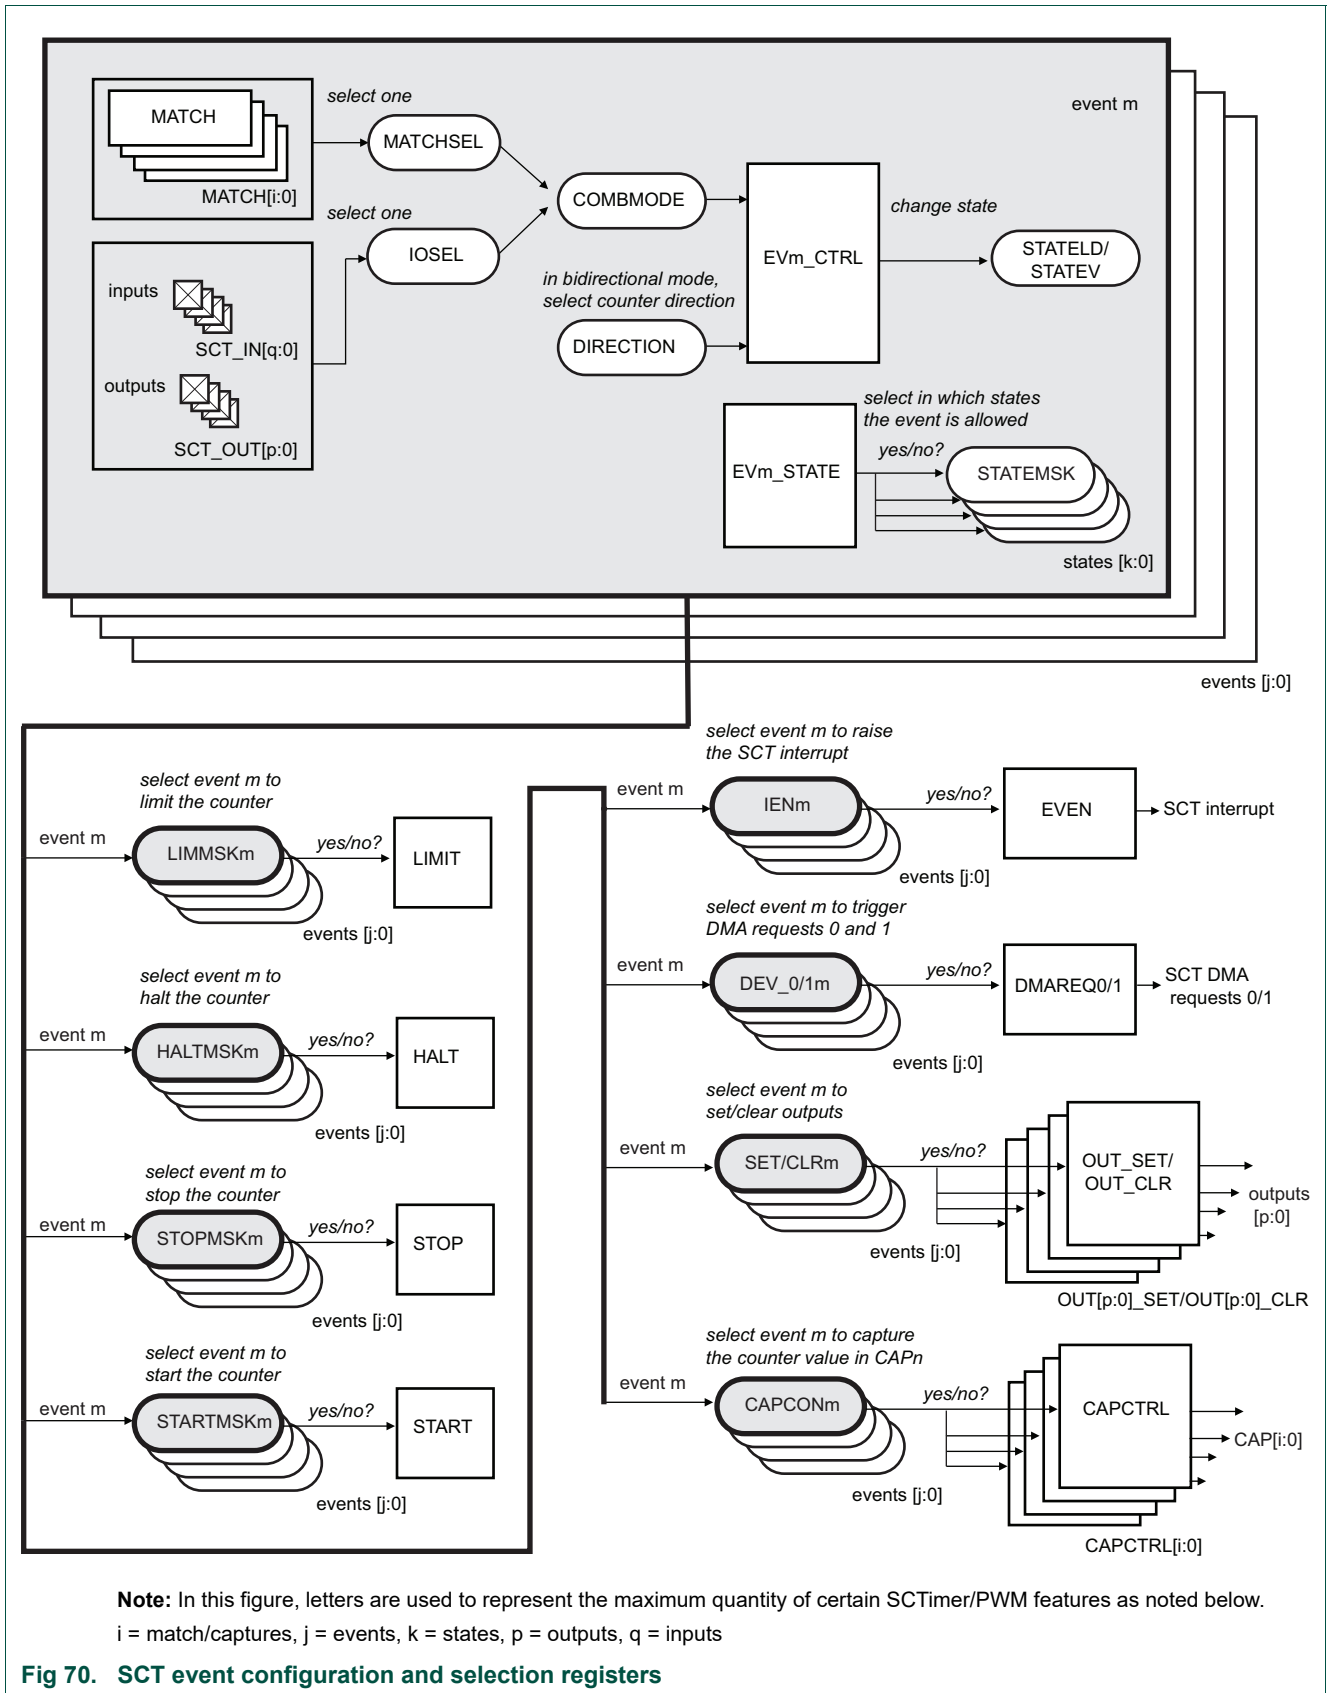 event m
select one
MATCH
MATCHSEL
MATCH[i:0]
select one
IOSEL
COMBMODE
inputs
SCT_IN[q:0]
outputs
SCT_OUT[p:0]
in bidirectional mode,
select counter direction
DIRECTION
EVm_CTRL
change state
STATELD/
STATEV
select in which states
the event is allowed
yes/no?
EVm_STATE
STATEMSK
states [k:0]
events [j:0]
select event m to
limit the counter
event m
LIMMSKm
yes/no?
LIMIT
events [j:0]
select event m to
halt the counter
event m
HALTMSKm
yes/no?
HALT
events [j:0]
select event m to
stop the counter
event m
STOPMSKm
yes/no?
STOP
events [j:0]
select event m to
start the counter
event m
STARTMSKm
yes/no?
START
events [j:0]
select event m to raise
the SCT interrupt
event m
IENm
yes/no?
EVEN
SCT interrupt
events [j:0]
select event m to trigger
DMA requests 0 and 1
event m
DEV_0/1m
yes/no?
DMAREQ0/1
SCT DMA
requests 0/1
events [j:0]
select event m to
set/clear outputs
event m
SET/CLRm
yes/no?
OUT_SET/
OUT_CLR
outputs
[p:0]
events [j:0]
OUT[p:0]_SET/OUT[p:0]_CLR
select event m to capture
the counter value in CAPn
event m
CAPCONm
yes/no?
CAPCTRL
CAP[i:0]
events [j:0]
CAPCTRL[i:0]
Note: In this figure, letters are used to represent the maximum quantity of certain SCTimer/PWM features as noted below.
i = match/captures, j = events, k = states, p = outputs, q = inputs
Fig 70. SCT event configuration and selection registers